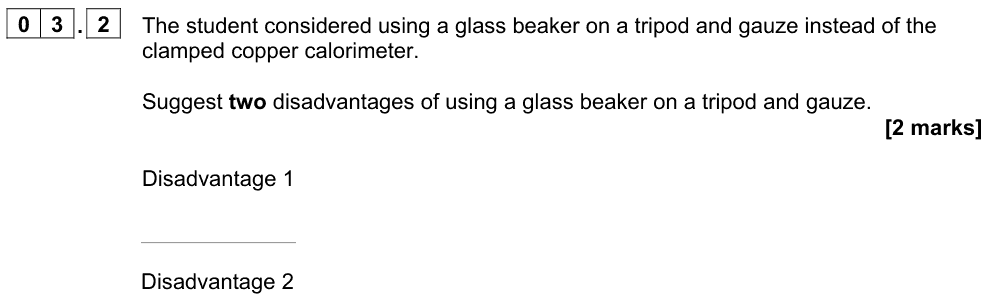 0 3 . 2 The student considered using a glass beaker on a tripod and gauze instead of the
clamped copper calorimeter.
Suggest two disadvantages of using a glass beaker on a tripod and gauze.
[2 marks]
Disadvantage 1
Disadvantage 2